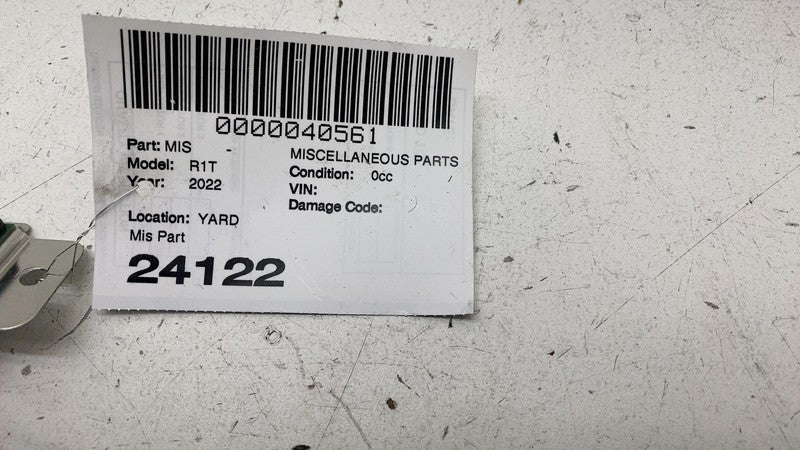 0000040561
Part: MIS - MISCELLANEOUS PARTS
Model: R1T Condition: 0cc
Year: 2022 VIN:
Damage Code:
Location: YARD
Mis Part
24122